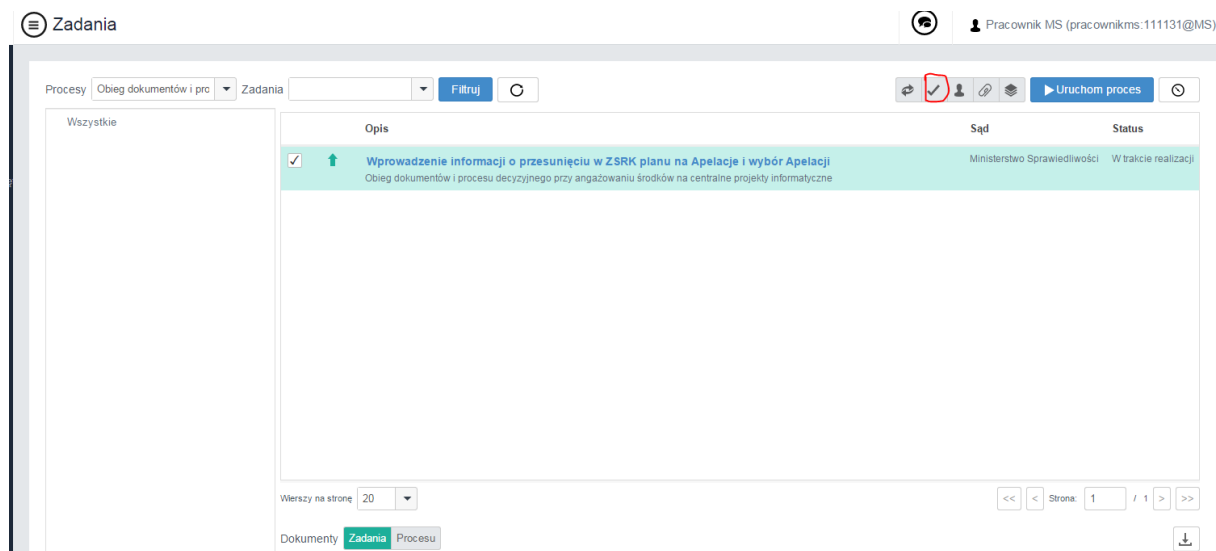 Zadania
Pracownik MS (pracownikms:111131@MS)
Procesy Obieg dokumentów i prc Zadania Filtruj Uruchom proces
Wszystkie
Opis Sąd Status
Wprowadzenie informacji o przesunięciu w ZSRK planu na Apelacje i wybór Apelacji Ministerstwo Sprawiedliwości W trakcie realizacji
Obieg dokumentów i procesu decyzyjnego przy angażowaniu środków na centralne projekty informatyczne
Wierszy na stronę 20 << < Strona: 1 / 1 > >>
Dokumenty Zadania Procesu